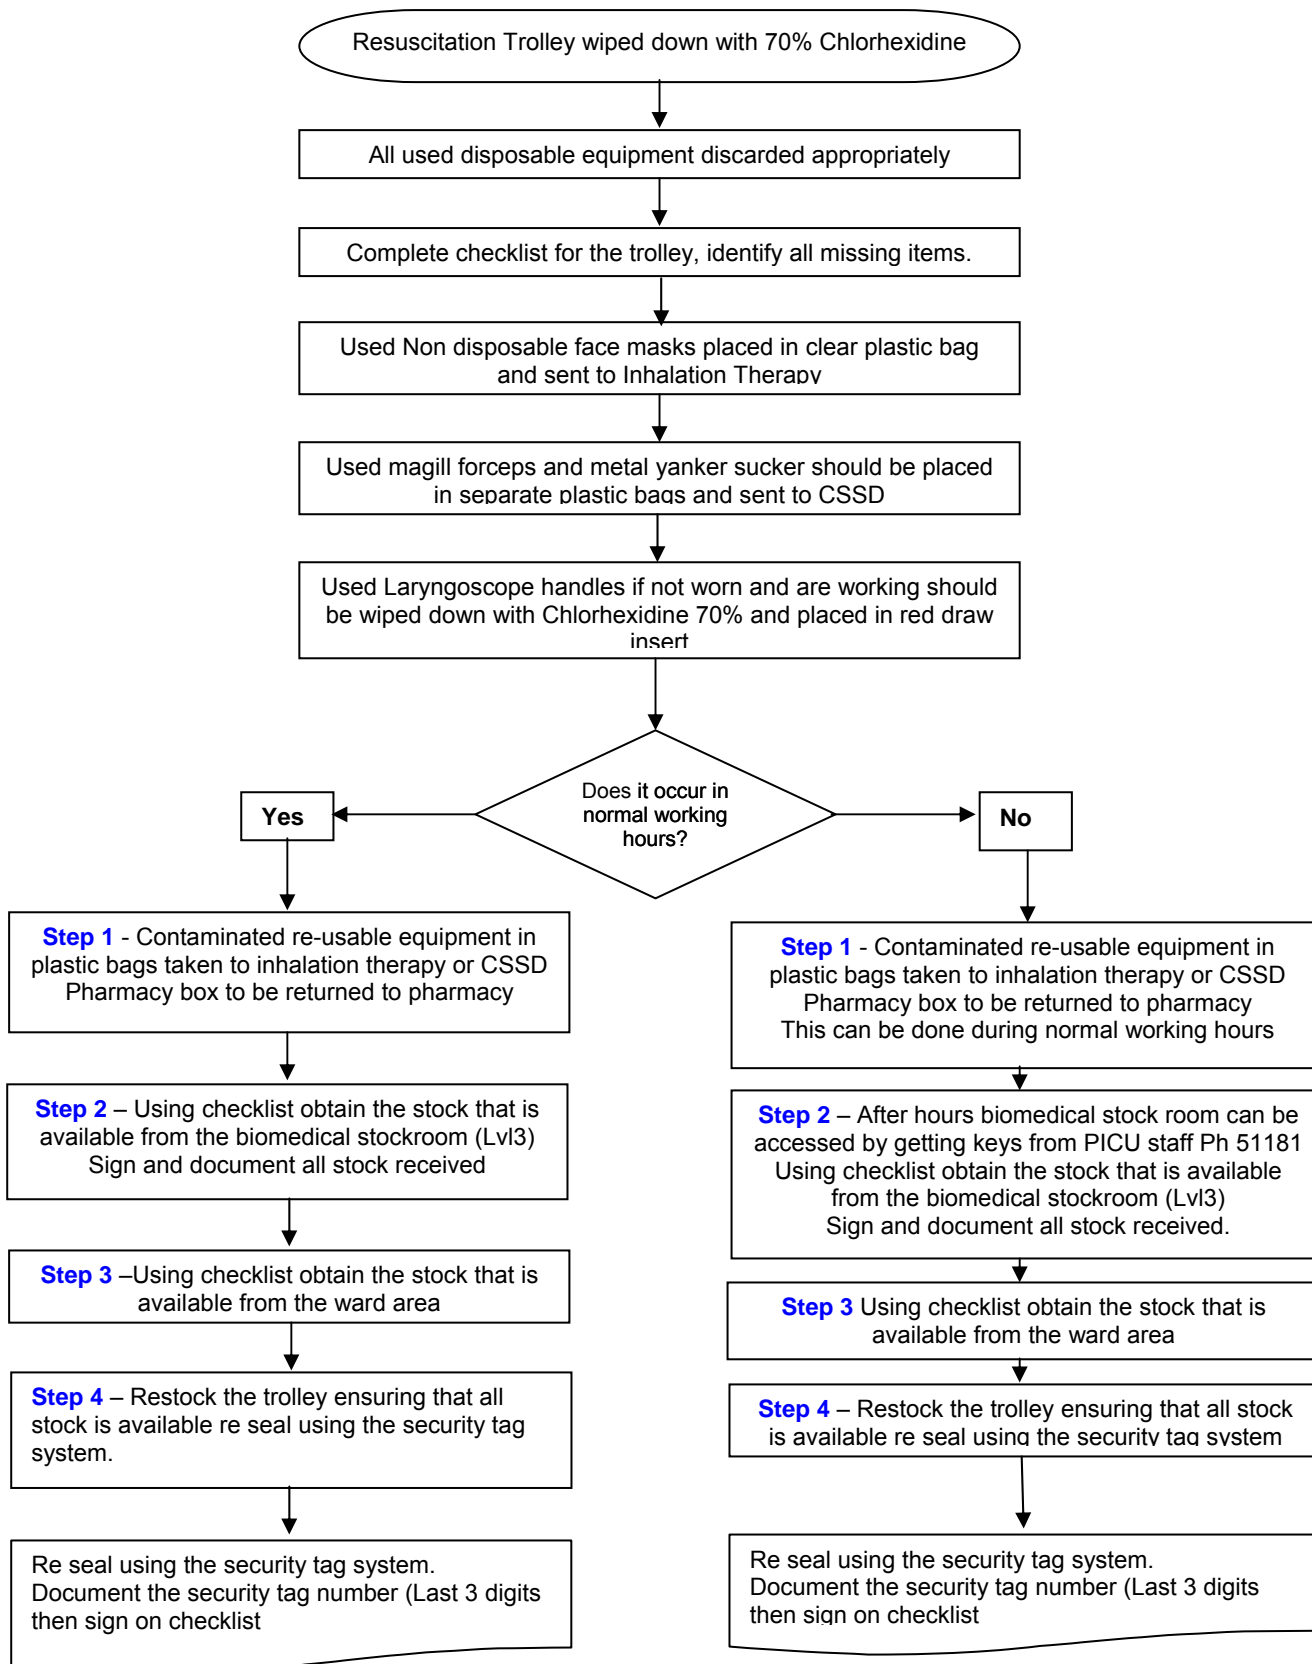 Resuscitation Trolley wiped down with 70% Chlorhexidine
All used disposable equipment discarded appropriately
Complete checklist for the trolley, identify all missing items.
Used Non disposable face masks placed in clear plastic bag
and sent to Inhalation Therapy
Used magill forceps and metal yanker sucker should be placed
in separate plastic bags and sent to CSSD
Used Laryngoscope handles if not worn and are working should
be wiped down with Chlorhexidine 70% and placed in red draw
insert
Does it occur in
normal working
hours?
Yes
No
Step 1 - Contaminated re-usable equipment in
plastic bags taken to inhalation therapy or CSSD
Pharmacy box to be returned to pharmacy
Step 2 – Using checklist obtain the stock that is
available from the biomedical stockroom (Lvl3)
Sign and document all stock received
Step 3 –Using checklist obtain the stock that is
available from the ward area
Step 4 – Restock the trolley ensuring that all
stock is available re seal using the security tag
system.
Re seal using the security tag system.
Document the security tag number (Last 3 digits
then sign on checklist
Step 1 - Contaminated re-usable equipment in
plastic bags taken to inhalation therapy or CSSD
Pharmacy box to be returned to pharmacy
This can be done during normal working hours
Step 2 – After hours biomedical stock room can be
accessed by getting keys from PICU staff Ph 51181
Using checklist obtain the stock that is available
from the biomedical stockroom (Lvl3)
Sign and document all stock received.
Step 3 Using checklist obtain the stock that is
available from the ward area
Step 4 – Restock the trolley ensuring that all stock
is available re seal using the security tag system
Re seal using the security tag system.
Document the security tag number (Last 3 digits
then sign on checklist